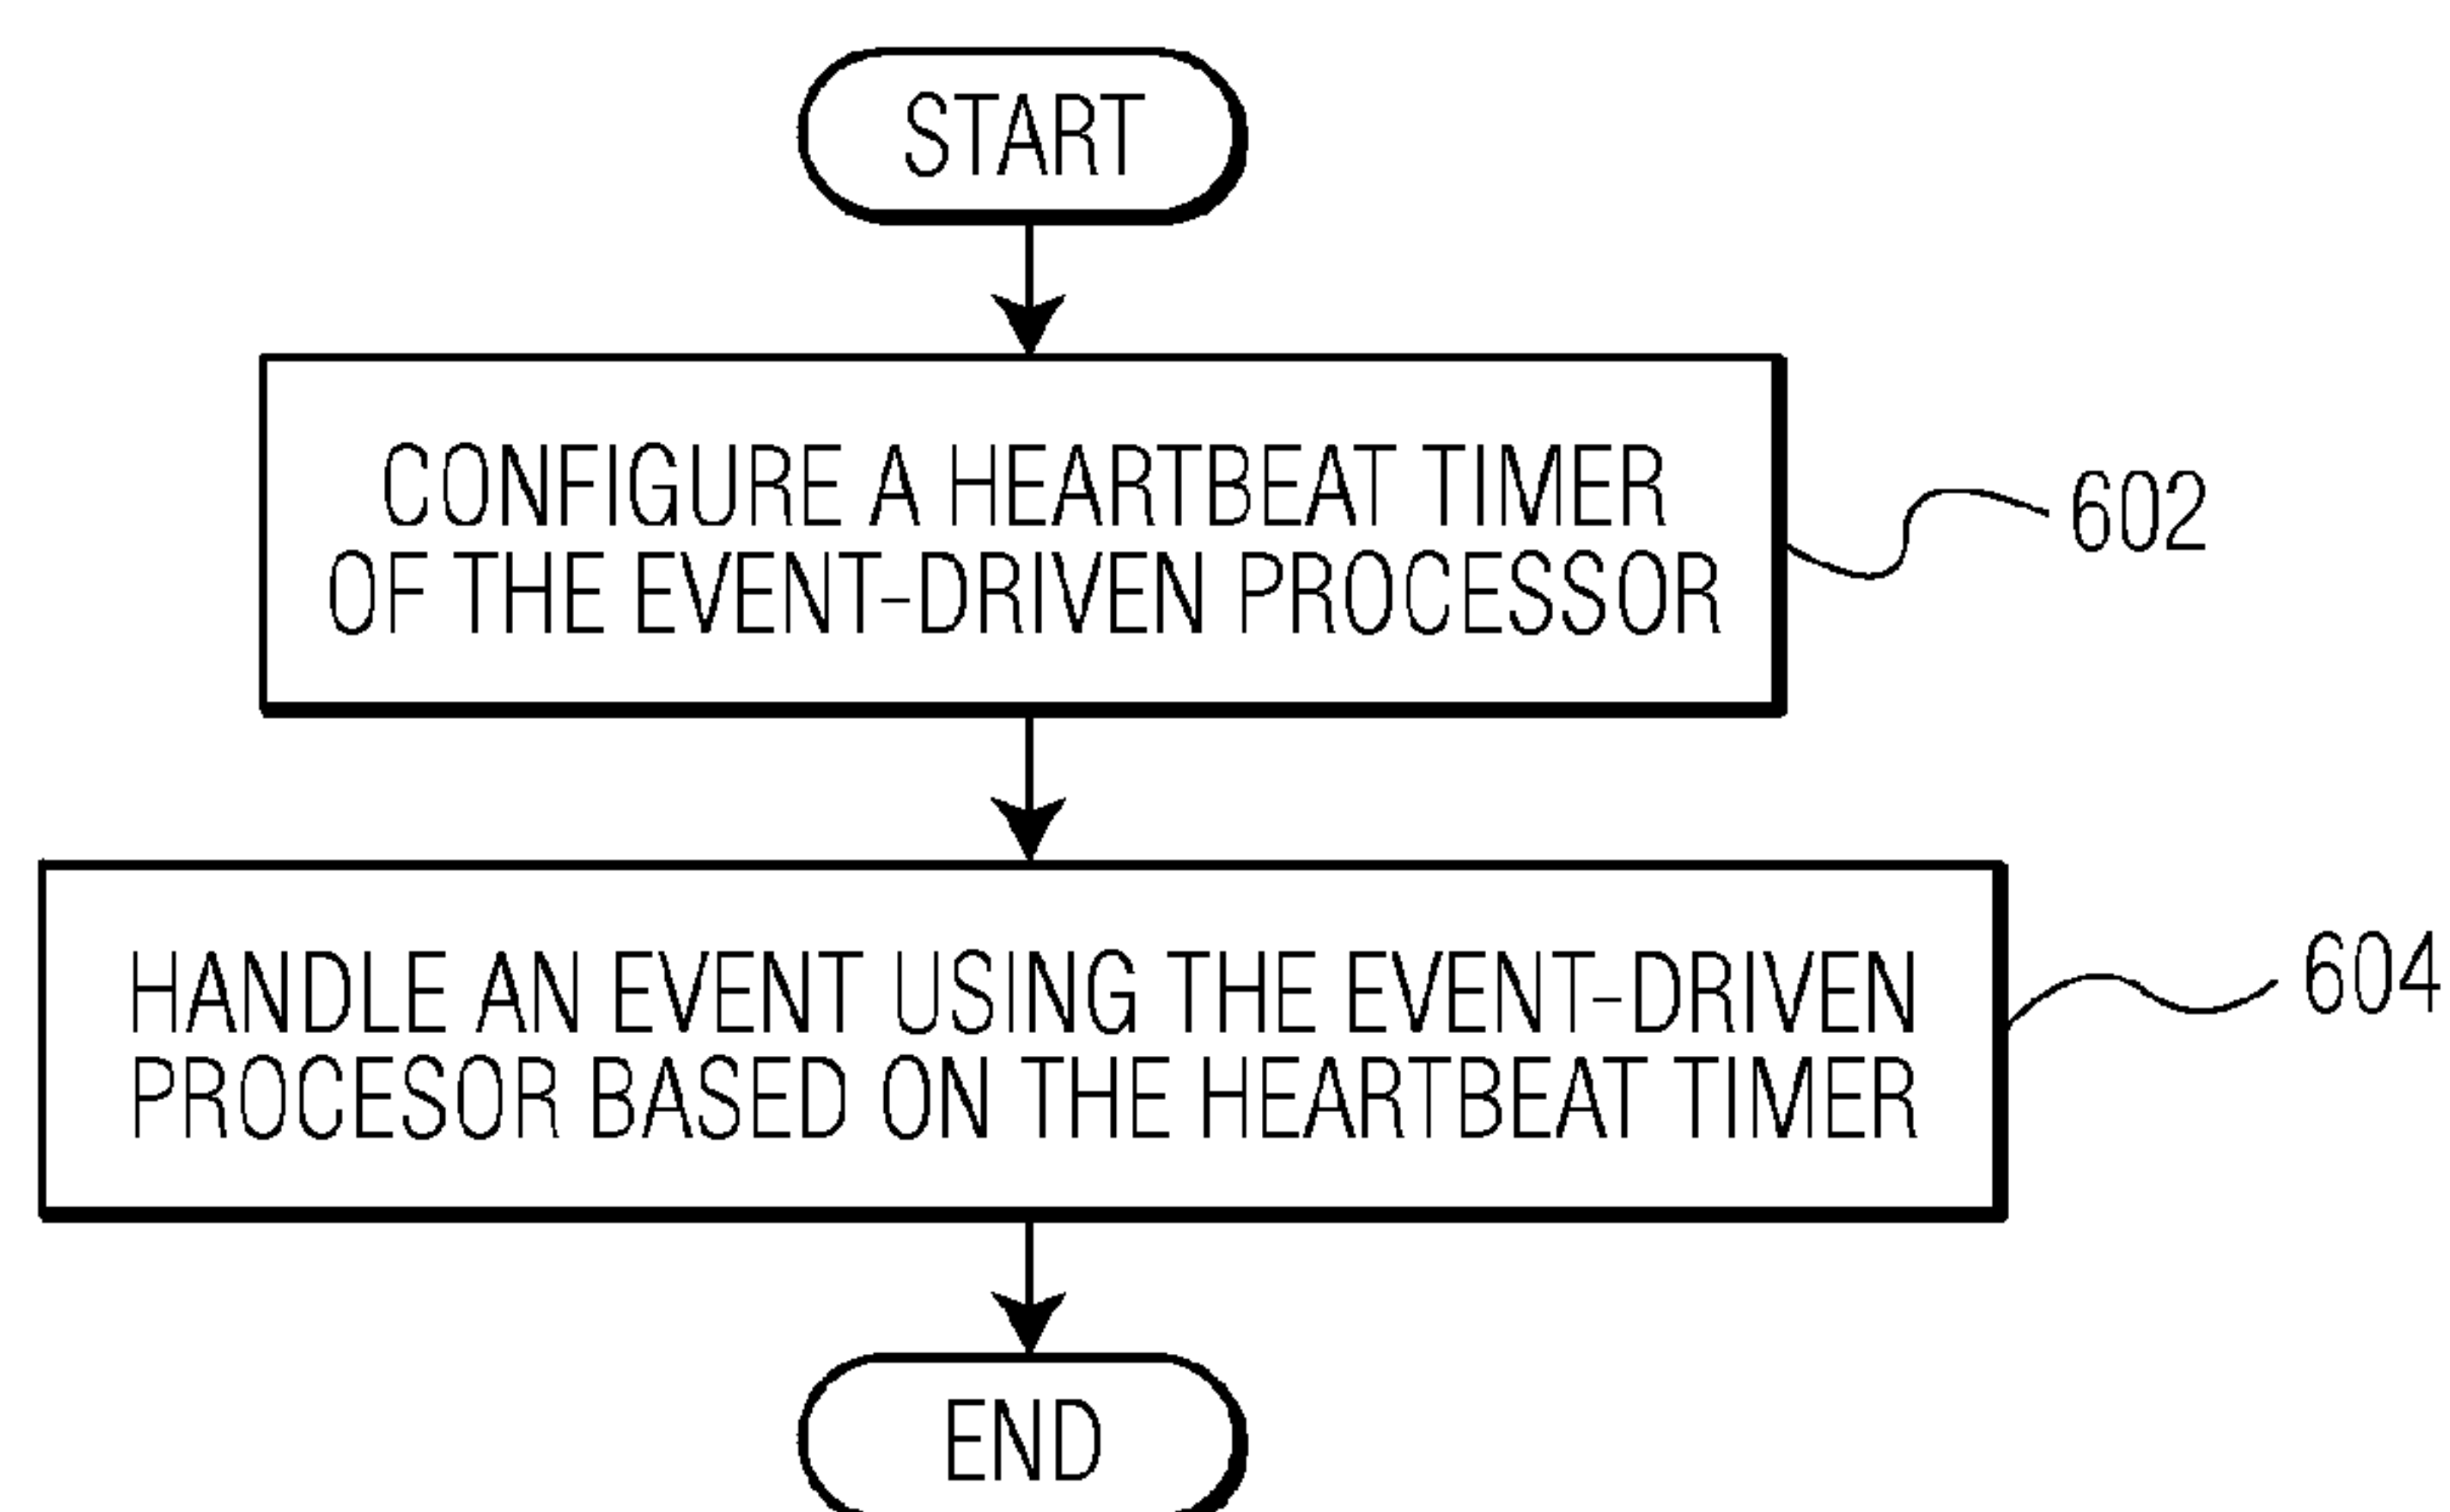 START
CONFIGURE A HEARTBEAT TIMER
OF THE EVENT-DRIVEN PROCESSOR
602
HANDLE AN EVENT USING THE EVENT-DRIVEN
PROCESOR BASED ON THE HEARTBEAT TIMER
604
END